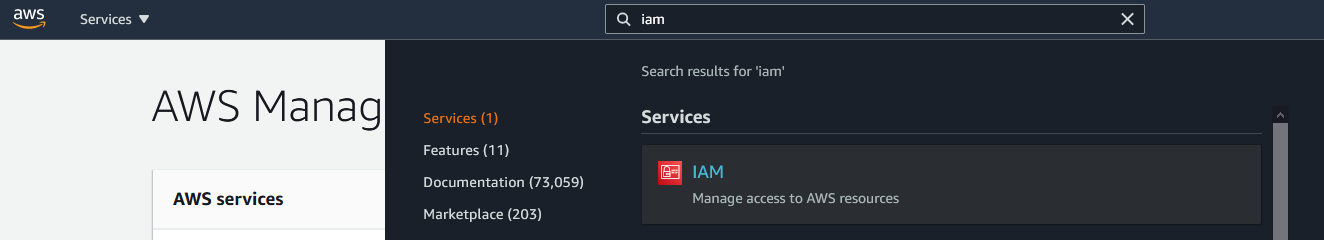 aws
Services ▼
iam
AWS Manag
AWS services
Search results for 'iam'
Services (1)
Features (11)
Documentation (73,059)
Marketplace (203)
Services
IAM
Manage access to AWS resources